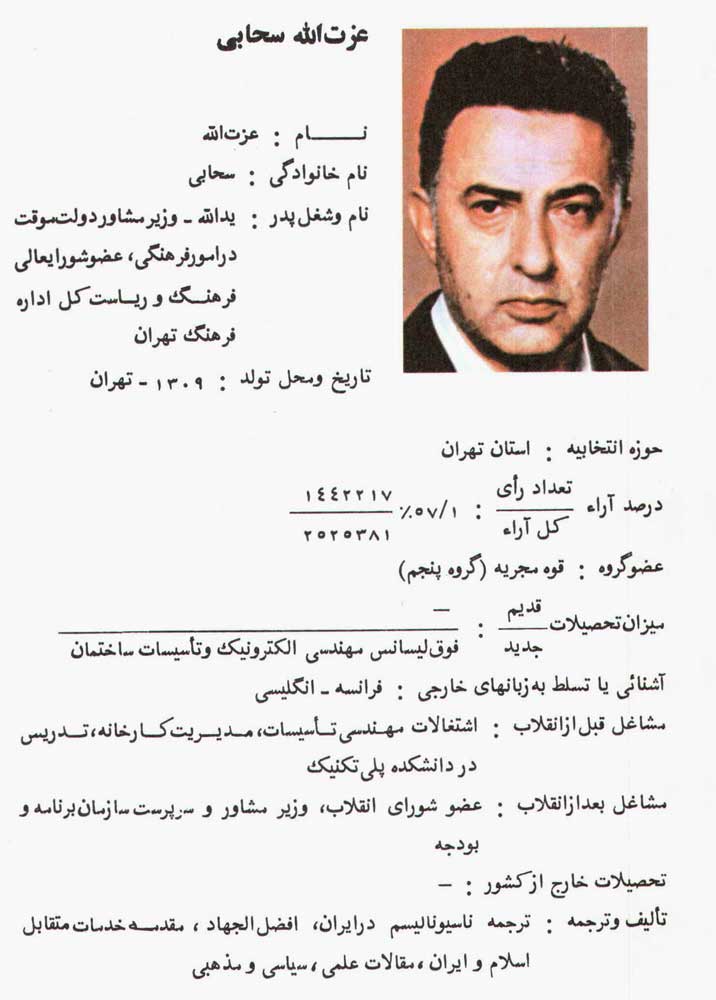 عزت‌الله سحابی
نــــام : عزت‌الله
نام خانوادگی : سحابی
نام وشغل‌پدر : یدالله - وزیرمشاوردولت‌موقت
درامورفرهنگی، عضوشورایعالی
فرهنگ و ریاست‌کل اداره
فرهنگ تهران
تاریخ ومحل تولد : ۱۳۰۹ - تهران
حوزه انتخابیه : استان تهران
درصد آراء تعداد رأی / کل آراء : ٪۵۷/۱ ۱۴۴۲۲۱۷ / ۲۵۲۵۳۸۱
عضوگروه : قوه مجریه (گروه پنجم)
میزان‌تحصیلات قدیم / جدید : — / فوق‌لیسانس مهندسی الکترونیک وتأسیسات ساختمان
آشنائی یا تسلط به‌زبانهای خارجی : فرانسه - انگلیسی
مشاغل قبل‌ازانقلاب : اشتغالات مهندسی‌تأسیسات، مدیریت‌کارخانه، تدریس
در دانشکده پلی‌تکنیک
مشاغل بعدازانقلاب : عضو شورای انقلاب، وزیر مشاور و سرپرست سازمان‌برنامه و
بودجه
تحصیلات خارج ازکشور : —
تألیف وترجمه : ترجمه ناسیونالیسم درایران، افضل‌الجهاد ، مقدمه‌خدمات‌متقابل
اسلام و ایران ، مقالات علمی ، سیاسی و مذهبی